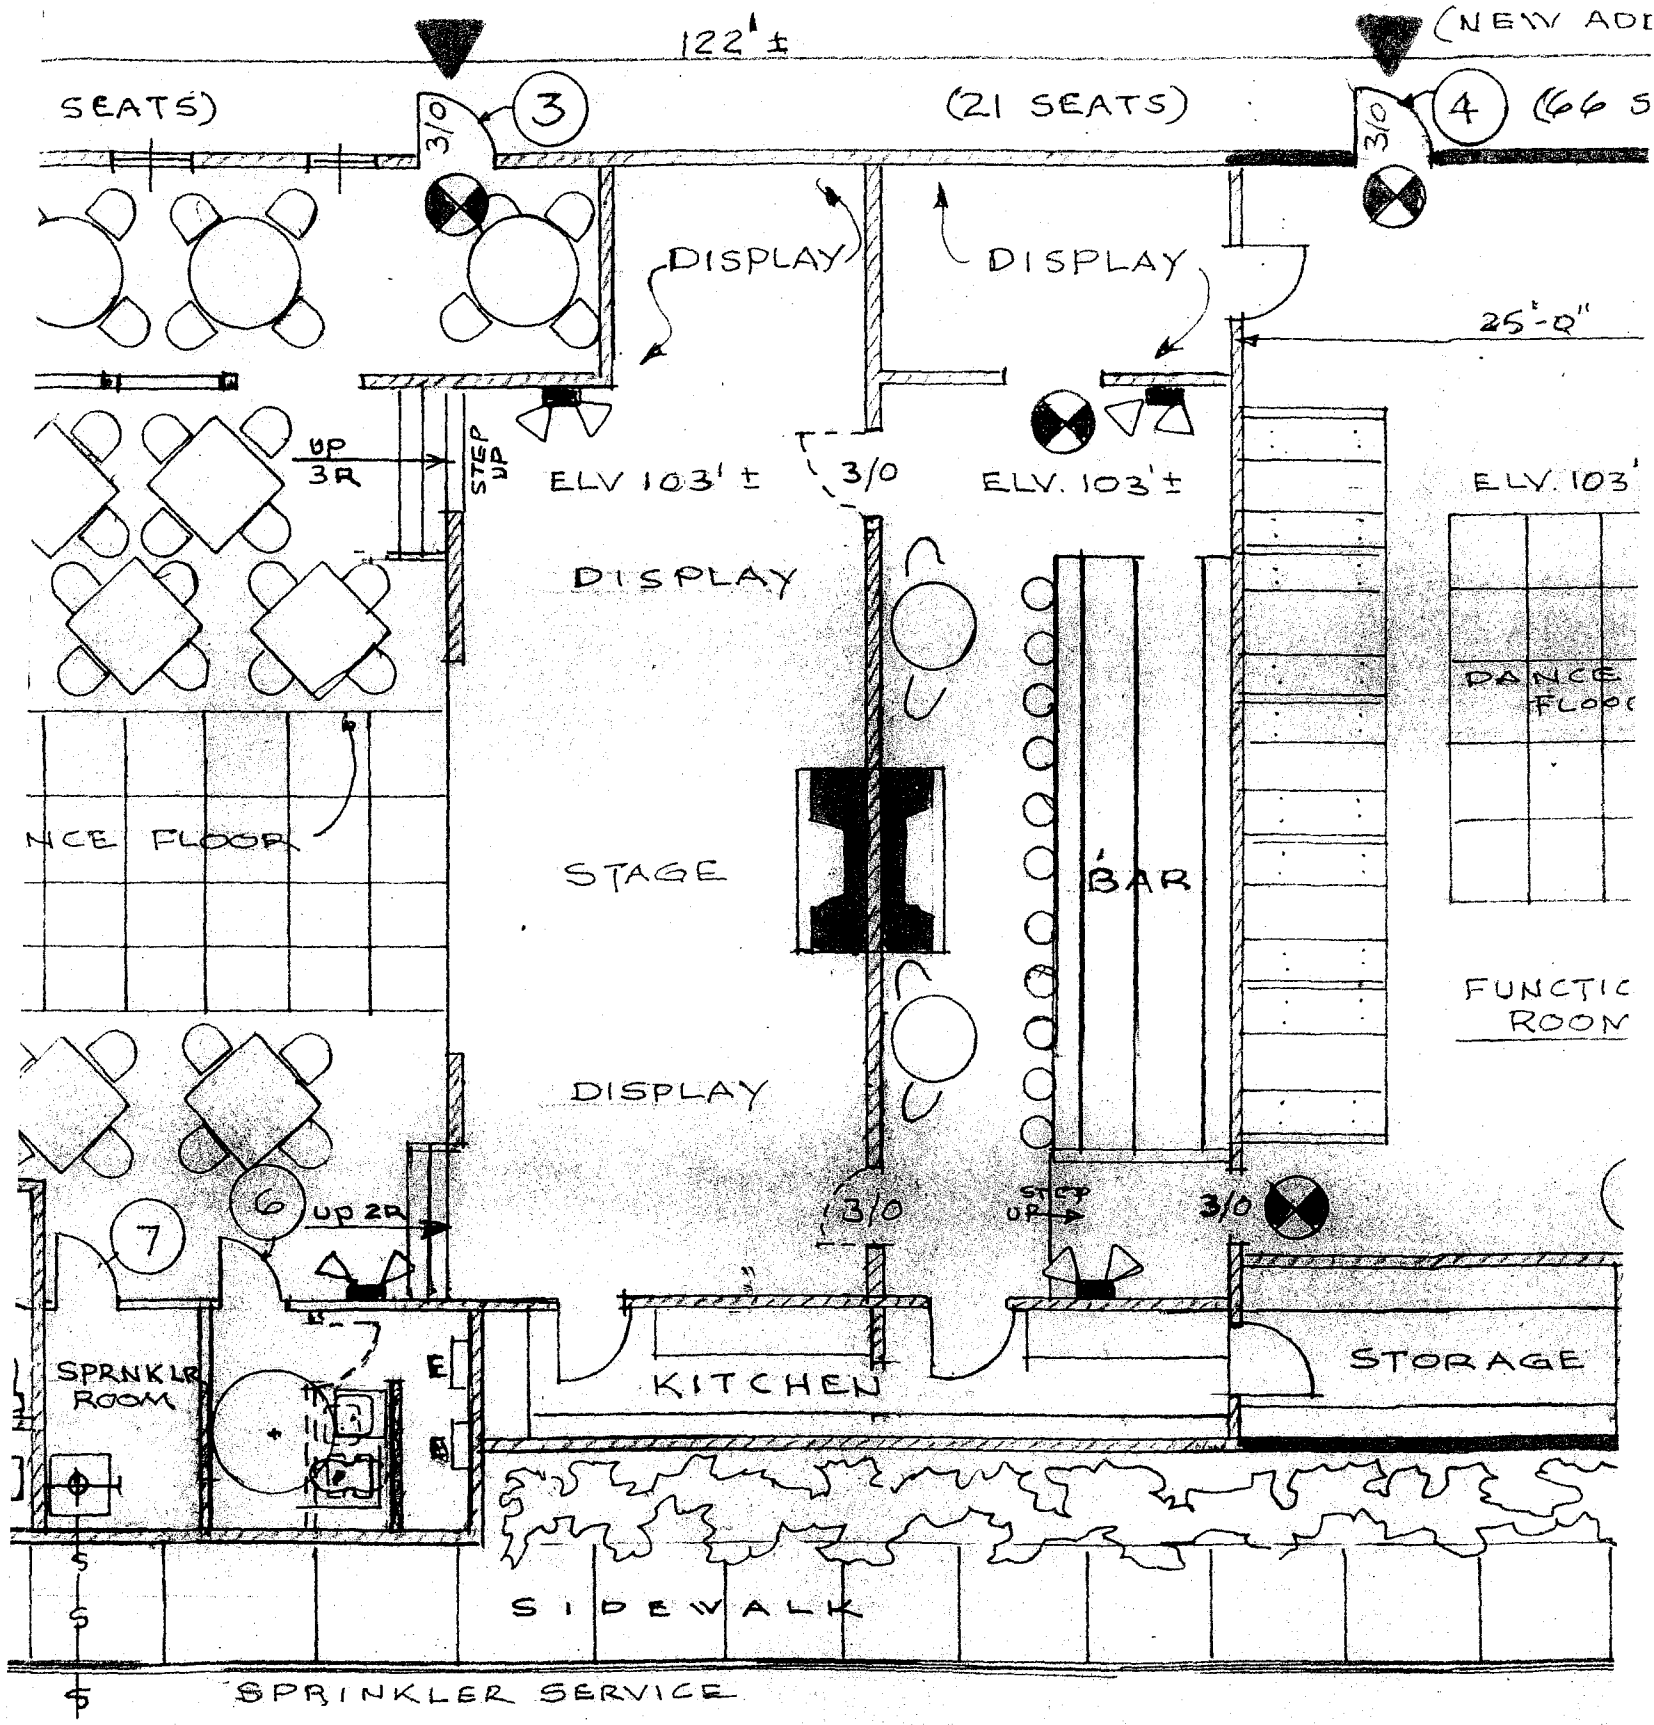 122' ±
(NEW ADD
SEATS)
3/0
3
(21 SEATS)
3/0
4
(66 S
DISPLAY
DISPLAY
25'-0"
UP
3R
STEP
UP
ELV 103' ±
3/0
ELV. 103' ±
ELV. 103'
DISPLAY
DANCE
FLOOR
NCE FLOOR
STAGE
BAR
FUNCTIO
ROOM
DISPLAY
6
UP 2R
7
3/0
STEP
UP
3/0
SPRNKLR
ROOM
E
KITCHEN
STORAGE
S
S
SIDEWALK
S
SPRINKLER SERVICE